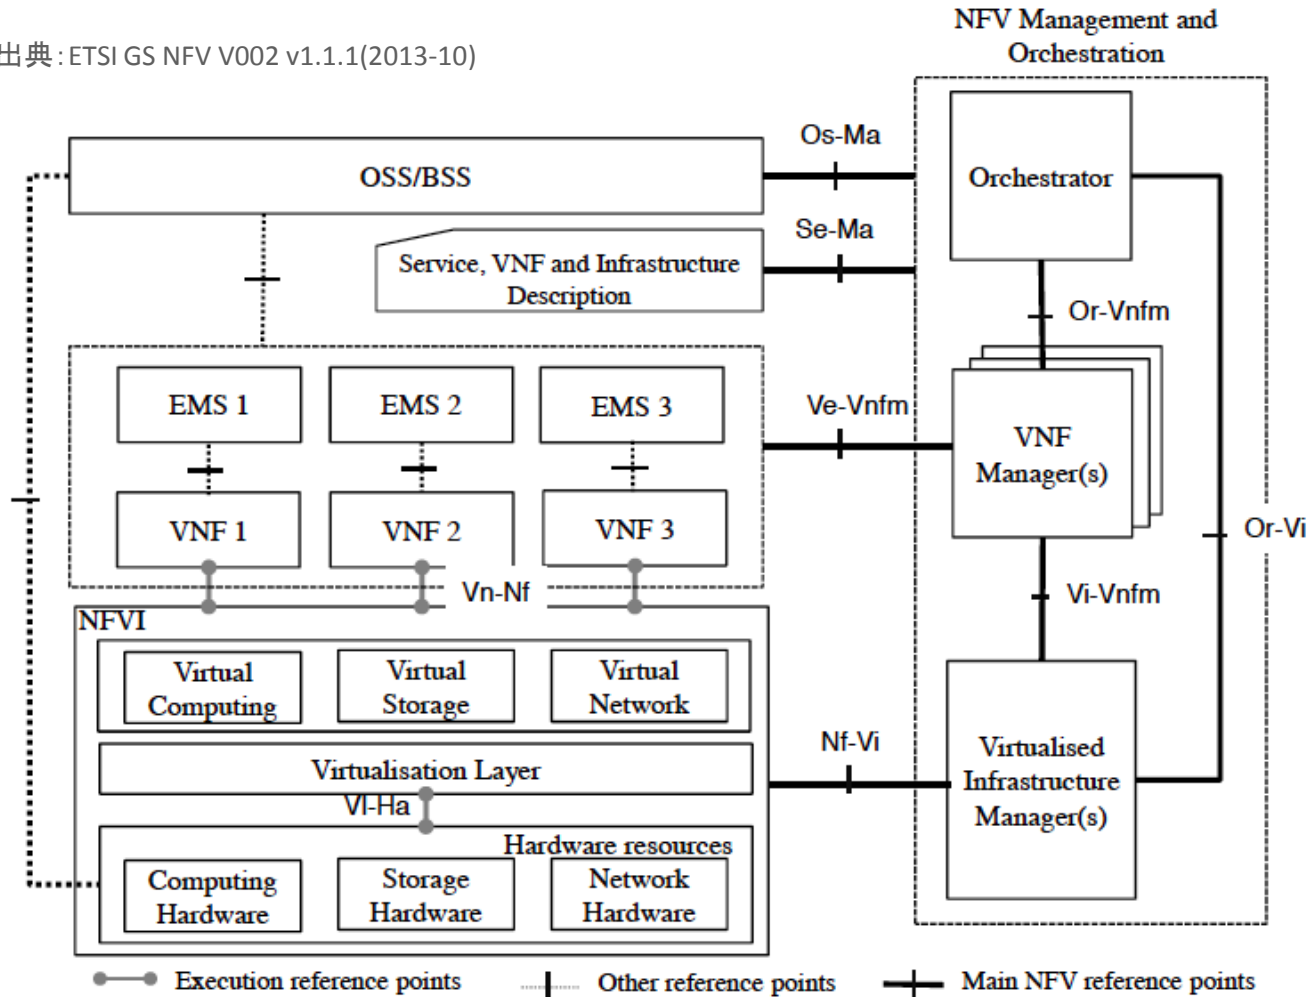 出典:ETSI GS NFV V002 v1.1.1(2013-10)
NFV Management and
Orchestration
OSS/BSS
Os-Ma
Orchestrator
Se-Ma
Service, VNF and Infrastructure
Description
Or-Vnfm
EMS 1
EMS 2
EMS 3
Ve-Vnfm
VNF
Manager(s)
VNF 1
VNF 2
VNF 3
Or-Vi
Vn-Nf
Vi-Vnfm
NFVI
Virtual
Computing
Virtual
Storage
Virtual
Network
Nf-Vi
Virtualised
Infrastructure
Manager(s)
Virtualisation Layer
VI-Ha
Hardware resources
Computing
Hardware
Storage
Hardware
Network
Hardware
Execution reference points
Other reference points
Main NFV reference points